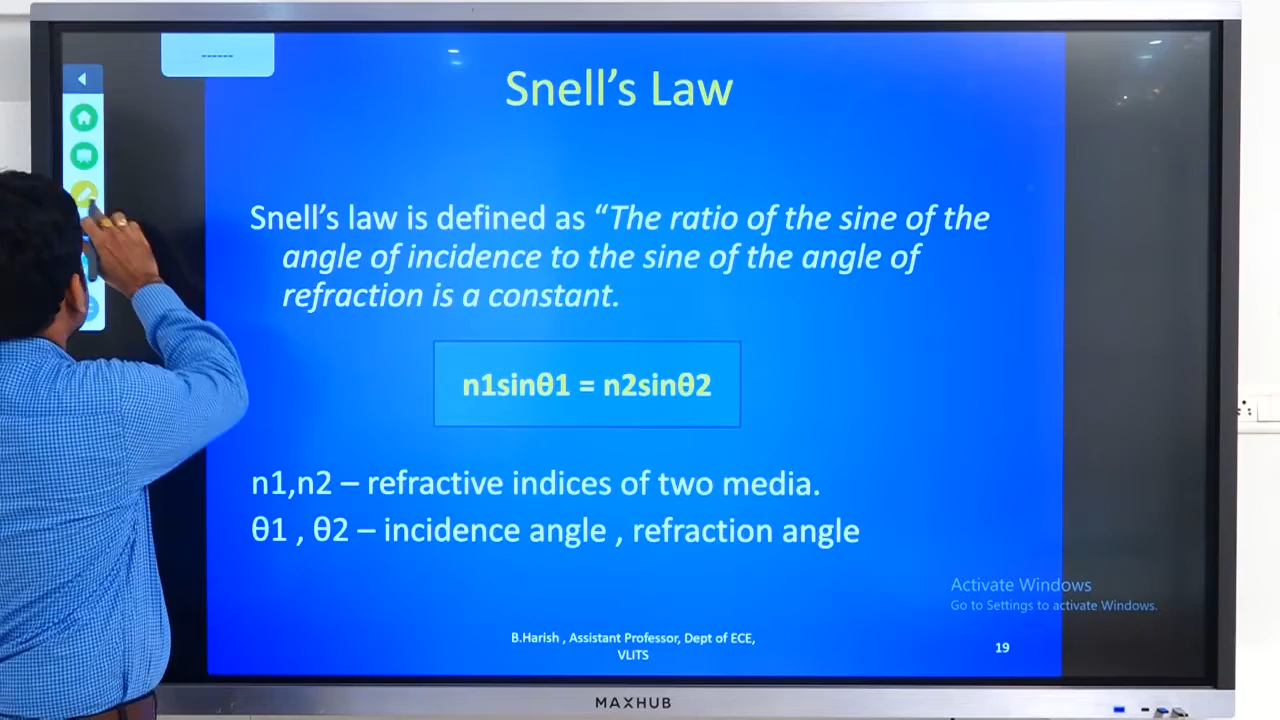 ------
Snell’s Law
Snell’s law is defined as “The ratio of the sine of the
angle of incidence to the sine of the angle of
refraction is a constant.
n1sinθ1 = n2sinθ2
n1,n2 – refractive indices of two media.
θ1 , θ2 – incidence angle , refraction angle
Activate Windows
Go to Settings to activate Windows.
B.Harish , Assistant Professor, Dept of ECE,
VLITS
19
MAXHUB